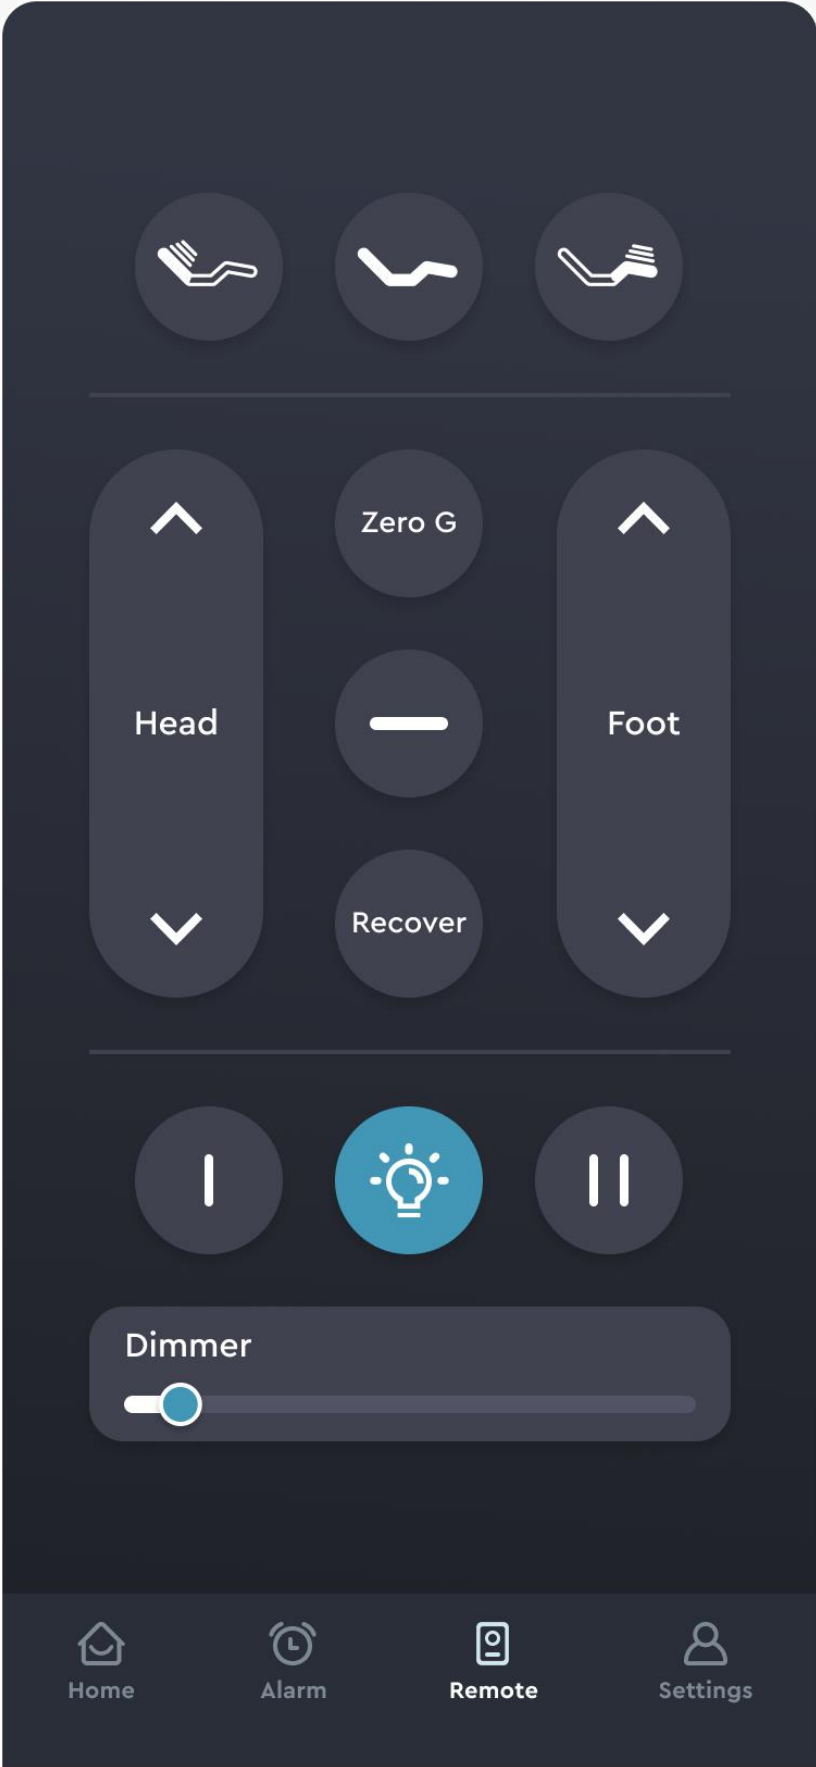 Zero G
Head
Foot
Recover
Dimmer
Home
Alarm
Remote
Settings